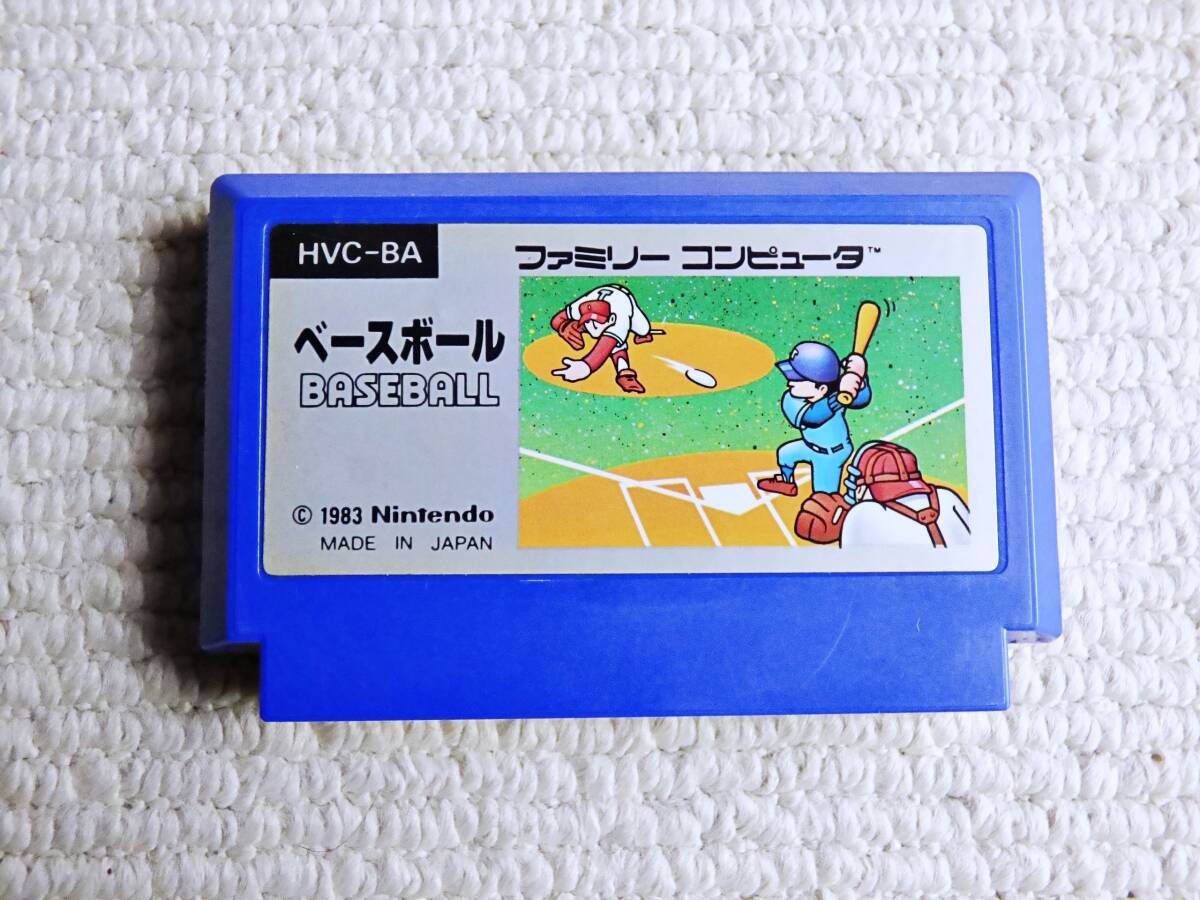 HVC-BA
ファミリー コンピュータ™
ベースボール
BASEBALL
© 1983 Nintendo
MADE IN JAPAN